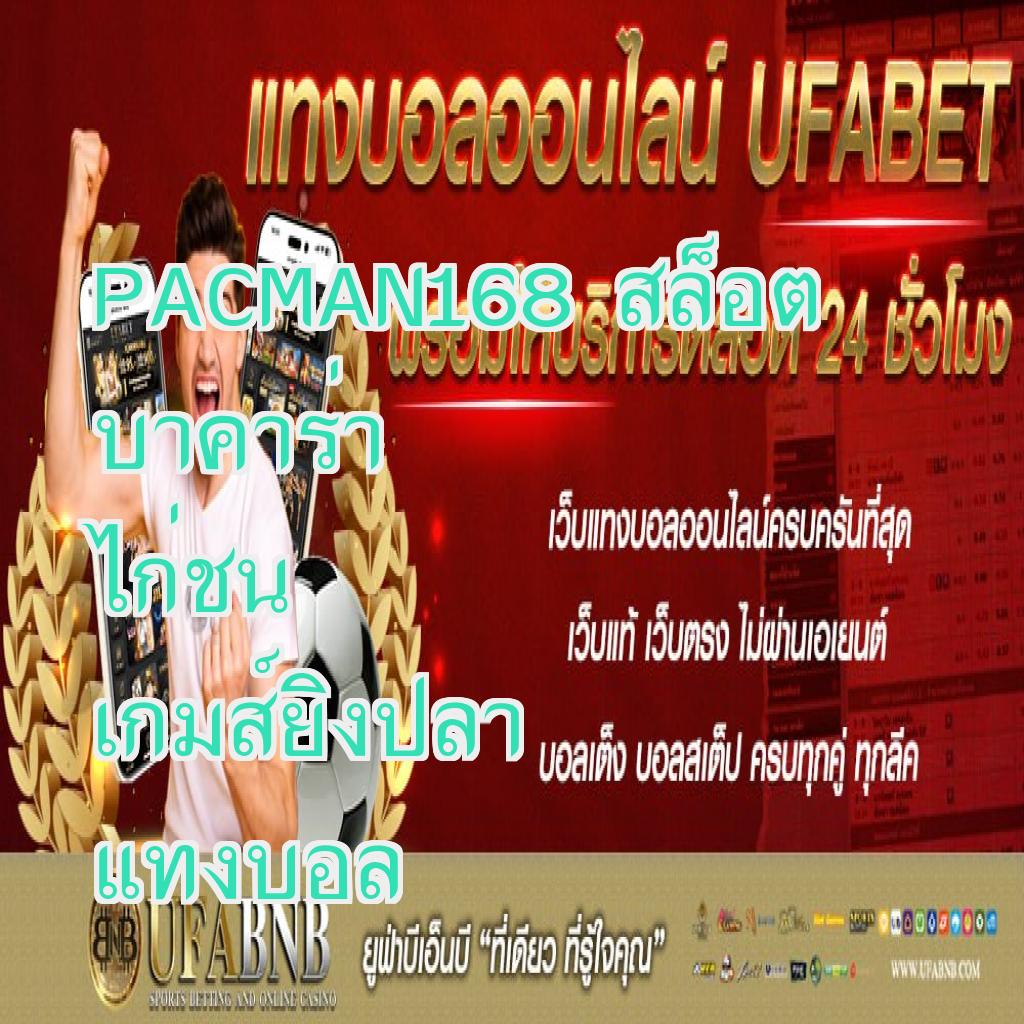 แทงบอลออนไลน์ UFABET
PACMAN168 สล็อต
พร้อมให้บริการตลอด 24 ชั่วโมง
บาคาร่า
เว็บแทงบอลออนไลน์ครบครันที่สุด
ไก่ชน
เว็บแท้ เว็บตรง ไม่ผ่านเอเยนต์
เกมส์ยิงปลา
บอลเต็ง บอลสเต็ป ครบทุกคู่ ทุกลีค
แทงบอล
BNB UFABNB
SPORTS BETTING AND ONLINE CASINO
ยูฟ่าบีเอ็นบี “ที่เดียว ที่รู้ใจคุณ”
WWW.UFABNB.COM